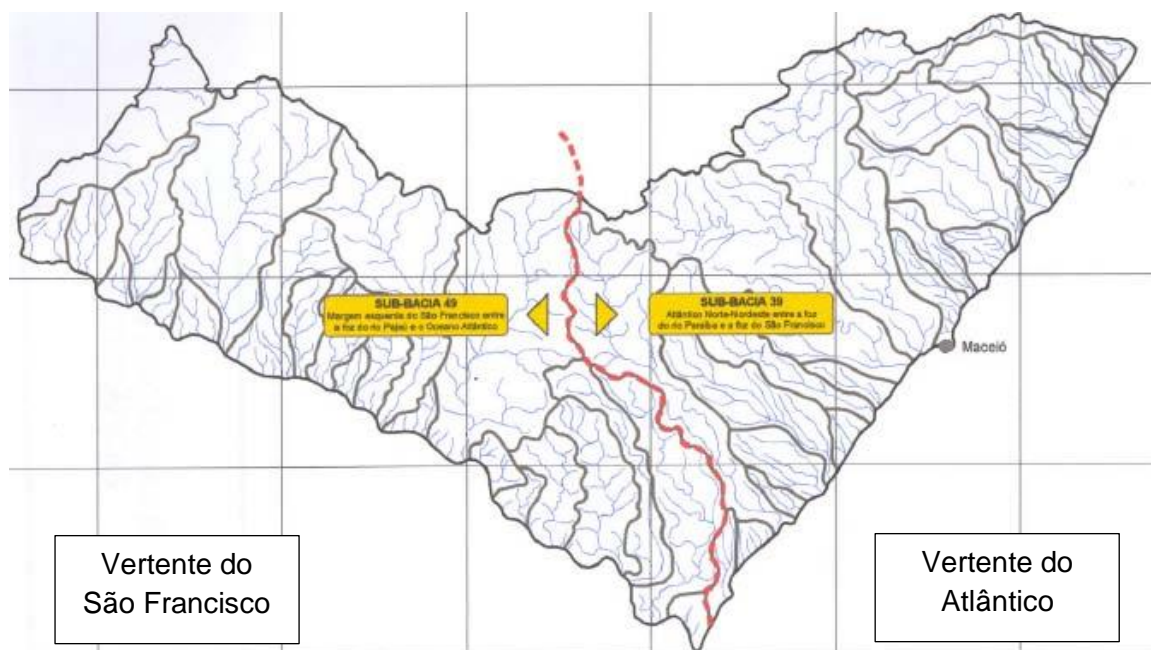 SUB-BACIA 49
Margem esquerda do São Francisco entre
a foz do rio Pajeú e o Oceano Atlântico
SUB-BACIA 39
Atlântico Norte-Nordeste entre a foz
do rio Paraíba e a foz do São Francisco
Maceió
Vertente do
São Francisco
Vertente do
Atlântico